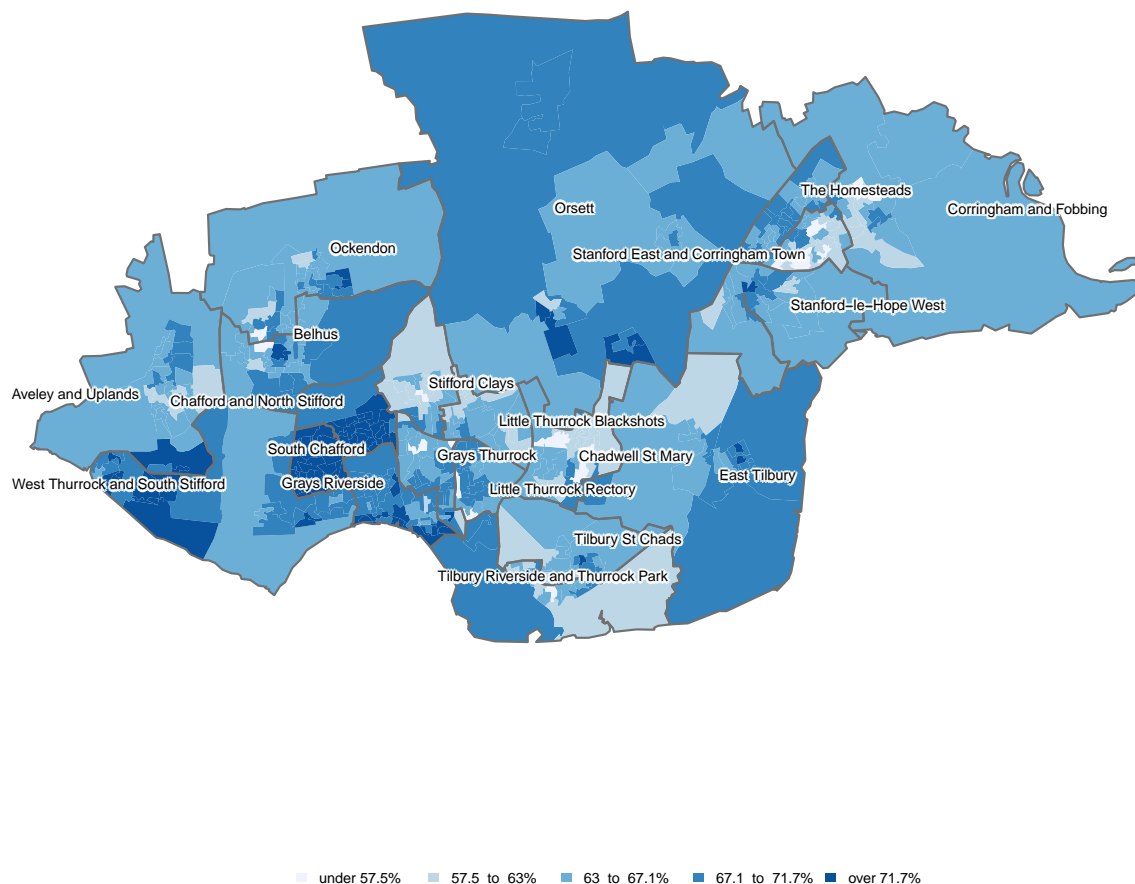 The Homesteads
Orsett
Corringham and Fobbing
Ockendon
Stanford East and Corringham Town
Stanford−le−Hope West
Belhus
Stifford Clays
Aveley and Uplands
Chafford and North Stifford
Little Thurrock Blackshots
South Chafford
Grays Thurrock
Chadwell St Mary
East Tilbury
West Thurrock and South Stifford
Grays Riverside
Little Thurrock Rectory
Tilbury St Chads
Tilbury Riverside and Thurrock Park
under 57.5%
57.5 to 63%
63 to 67.1%
67.1 to 71.7%
over 71.7%